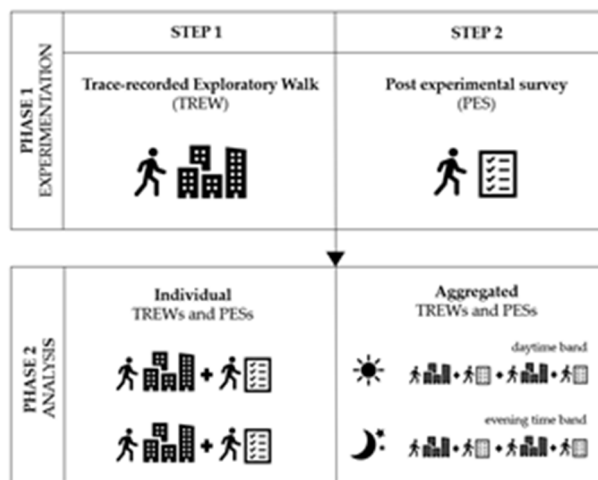 STEP 1
STEP 2
PHASE 1
EXPERIMENTATION
Trace-recorded Exploratory Walk
(TREW)
Post experimental survey
(PES)
PHASE 2
ANALYSIS
Individual
TREWs and PESs
Aggregated
TREWs and PESs
daytime band
evening time band